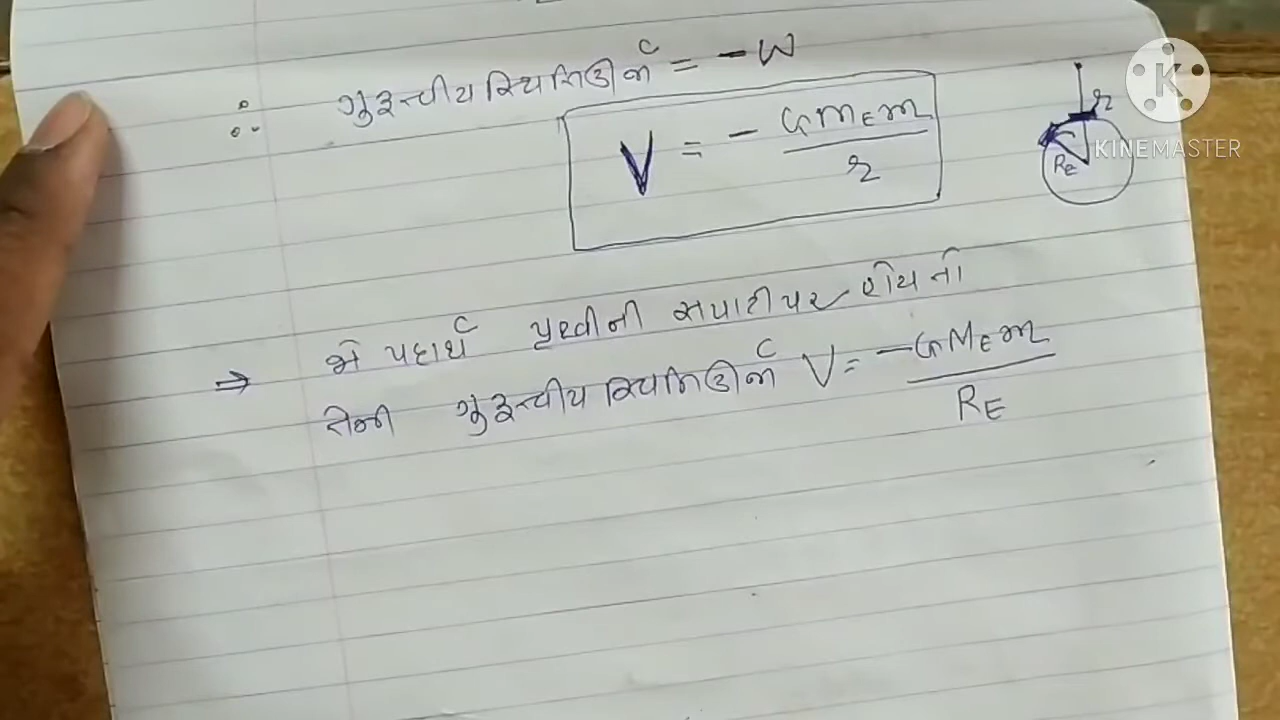 ∴ ગુરુત્વીય સ્થિતિઊર્જા = - W
V = - GMEm / r
r
RE
K
KINEMASTER
⇒ જો પદાર્થ પૃથ્વીની સપાટી પર હોય તો
તેની ગુરુત્વીય સ્થિતિઊર્જા V = - GMEm / RE